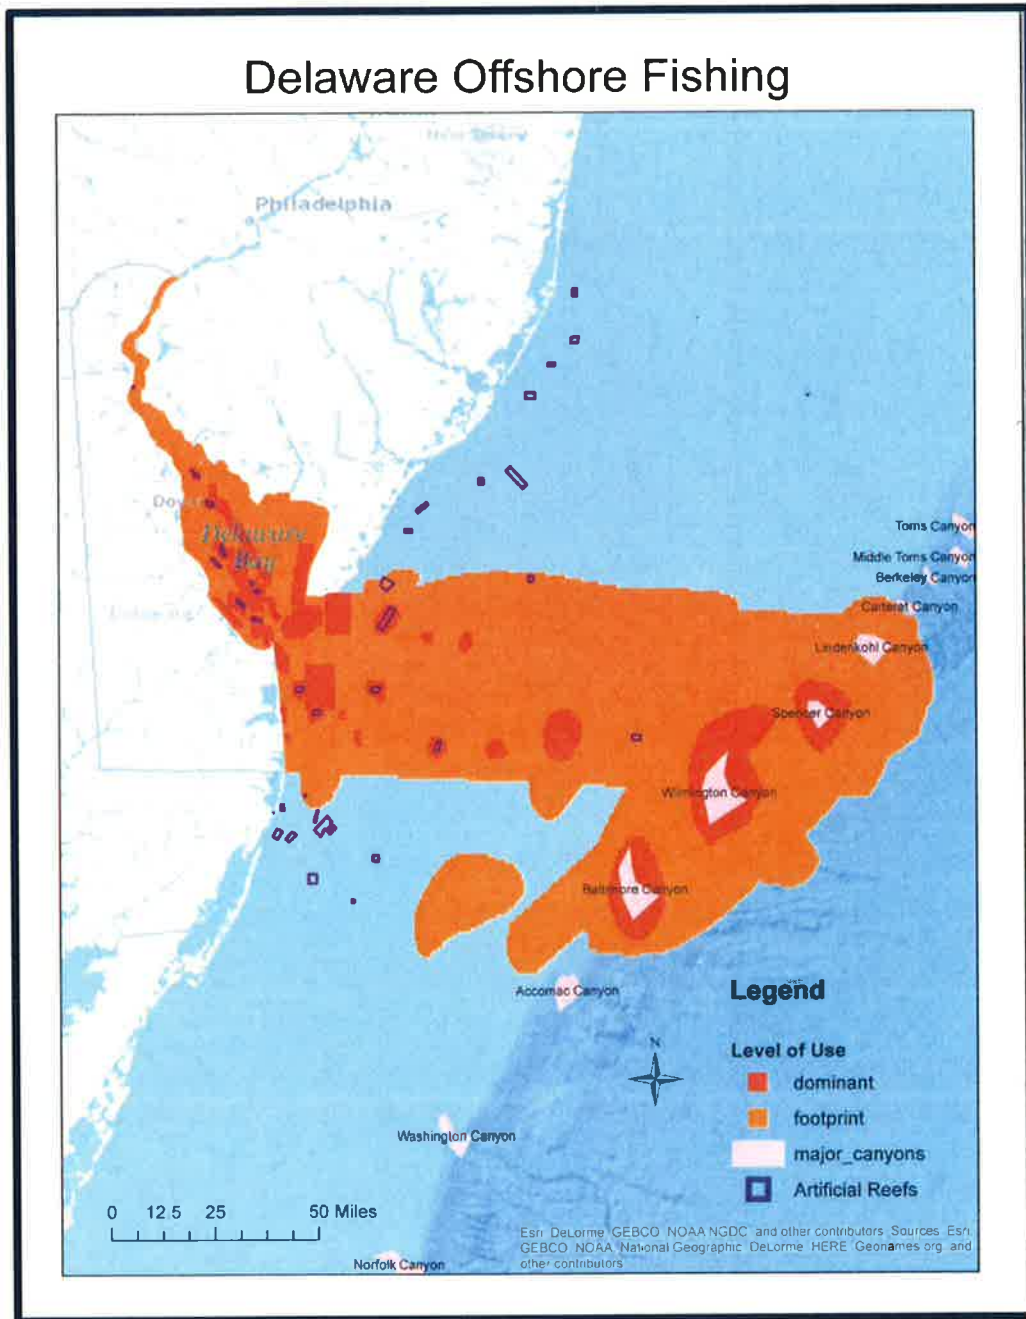 Delaware Offshore Fishing
Philadelphia
Delaware
Bay
Toms Canyon
Middle Toms Canyon
Berkeley Canyon
Carteret Canyon
Lindenkohl Canyon
Spencer Canyon
Wilmington Canyon
Baltimore Canyon
Accomac Canyon
Washington Canyon
Norfolk Canyon
Legend
Level of Use
dominant
footprint
major_canyons
Artificial Reefs
N
0 12.5 25 50 Miles
Esri DeLorme GEBCO NOAA NGDC and other contributors Sources Esri
GEBCO NOAA National Geographic DeLorme HERE Geonames.org and
other contributors